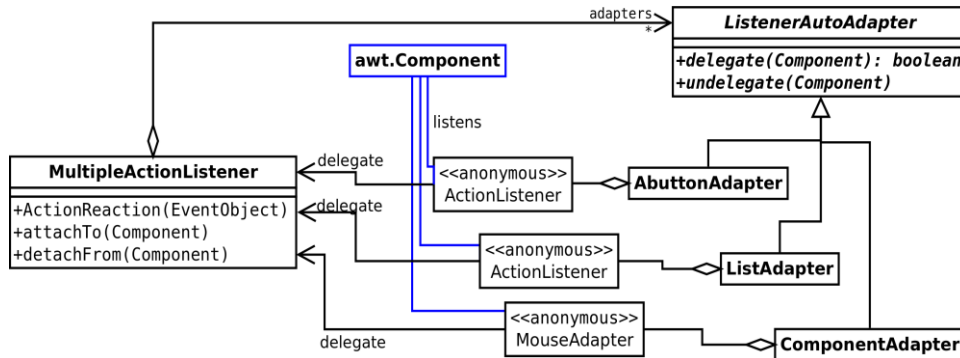 adapters
*
ListenerAutoAdapter
+delegate(Component): boolean
+undelegate(Component)
awt.Component
listens
MultipleActionListener
+ActionReaction(EventObject)
+attachTo(Component)
+detachFrom(Component)
delegate
<<anonymous>>
ActionListener
AbuttonAdapter
delegate
<<anonymous>>
ActionListener
ListAdapter
delegate
<<anonymous>>
MouseAdapter
ComponentAdapter